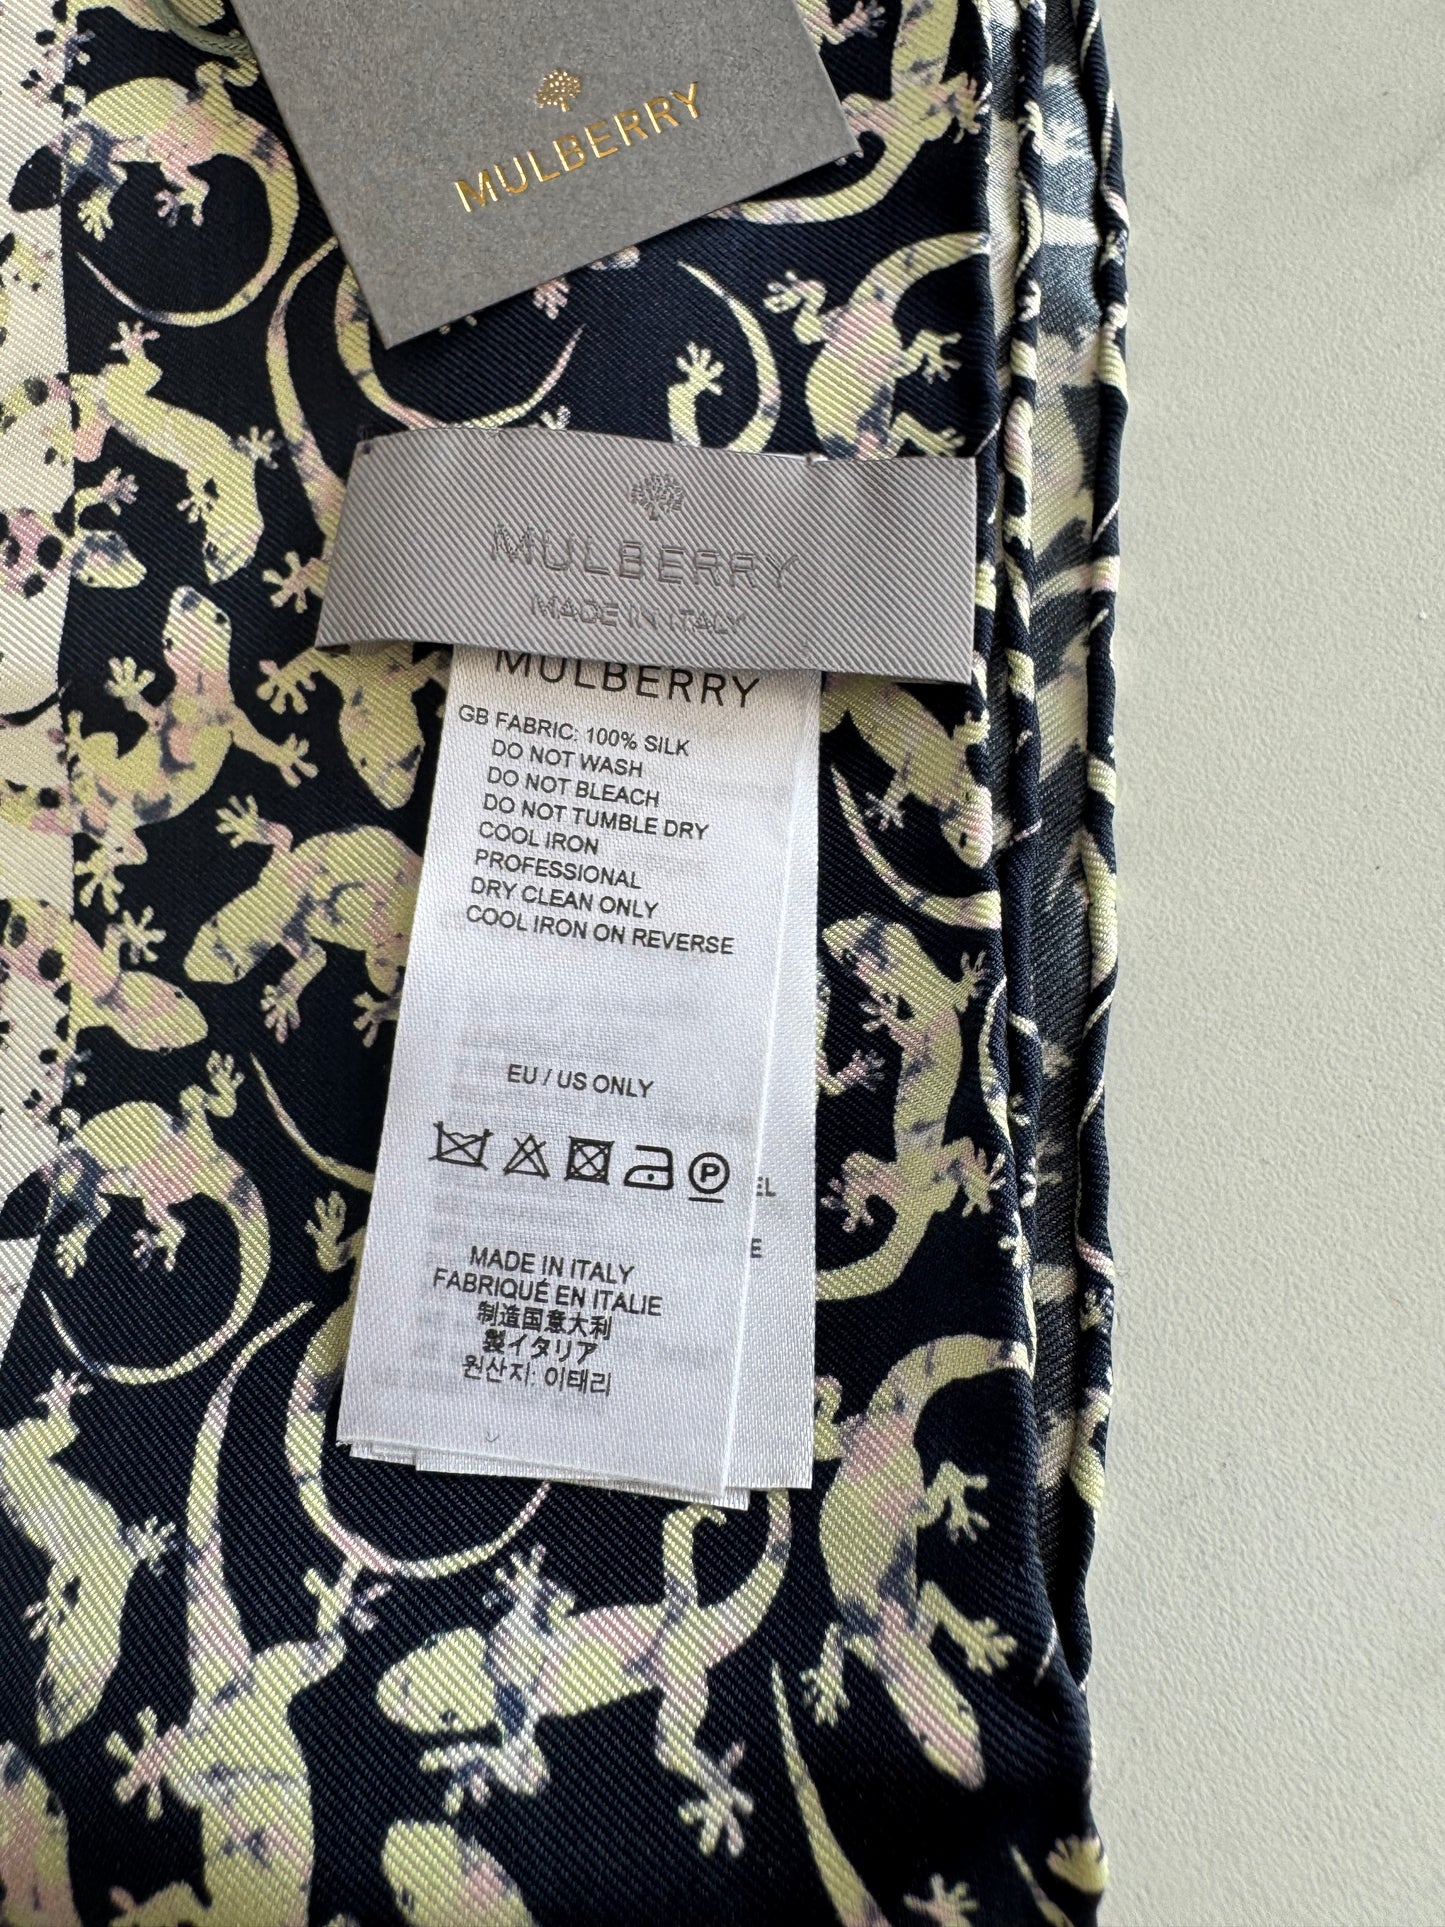 MULBERRY
MULBERRY
MADE IN ITALY
MULBERRY
GB FABRIC: 100% SILK
DO NOT WASH
DO NOT BLEACH
DO NOT TUMBLE DRY
COOL IRON
PROFESSIONAL
DRY CLEAN ONLY
COOL IRON ON REVERSE
EU / US ONLY
P
EL
E
MADE IN ITALY
FABRIQUÉ EN ITALIE
制造国意大利
製イタリア
원산지: 이태리